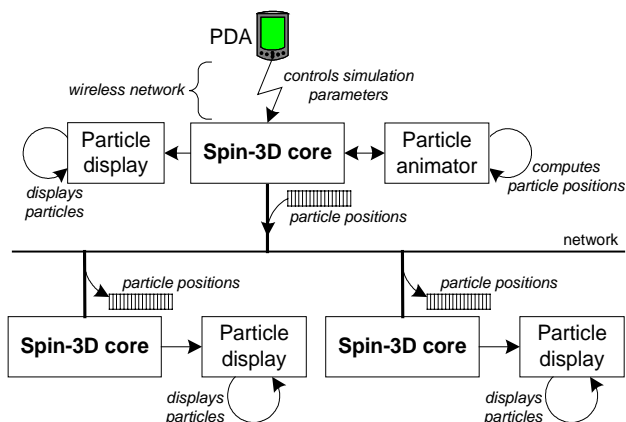 PDA
wireless network
controls simulation
parameters
Particle
display
Spin-3D core
Particle
animator
displays
particles
computes
particle positions
particle positions
network
particle positions
particle positions
Spin-3D core
Particle
display
Spin-3D core
Particle
display
displays
particles
displays
particles